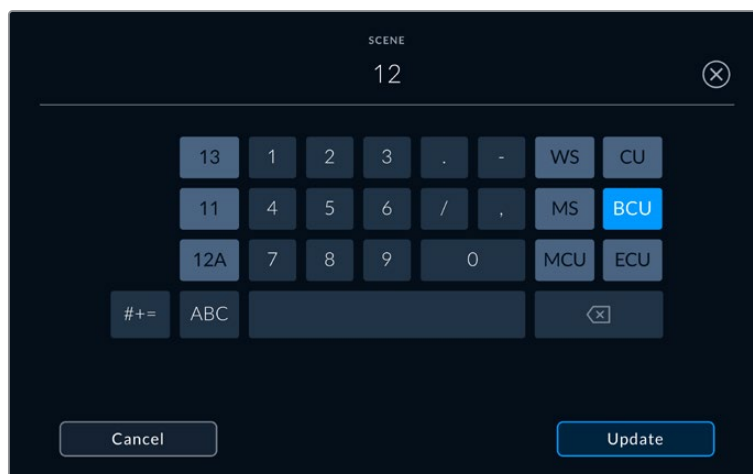 SCENE
12
13 1 2 3 . - WS CU
11 4 5 6 / , MS BCU
12A 7 8 9 0 MCU ECU
#+= ABC
Cancel Update